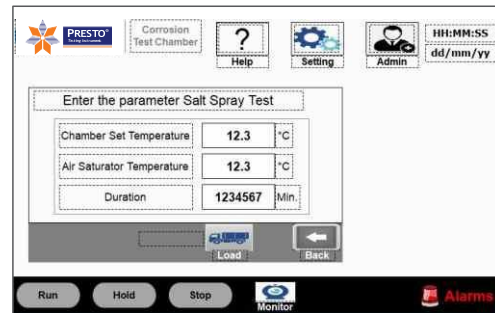 PRESTO®
Testing Instruments
Corrosion
Test Chamber
?
Help
Setting
Admin
HH:MM:SS
dd/mm/yy
Enter the parameter Salt Spray Test
Chamber Set Temperature 12.3 °C
Air Saturator Temperature 12.3 °C
Duration 1234567 Min.
Load
Back
Run
Hold
Stop
Monitor
Alarms